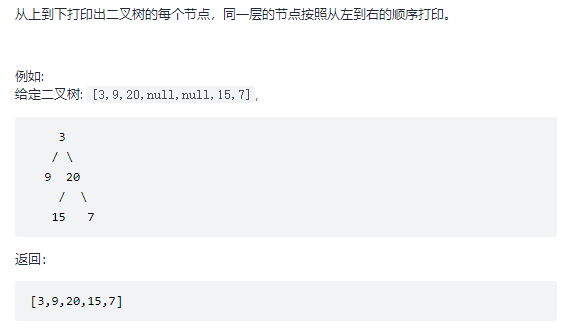 从上到下打印出二叉树的每个节点，同一层的节点按照从左到右的顺序打印。
例如:
给定二叉树: [3,9,20,null,null,15,7],
3
/ \
9  20
/  \
15   7
返回：
[3,9,20,15,7]